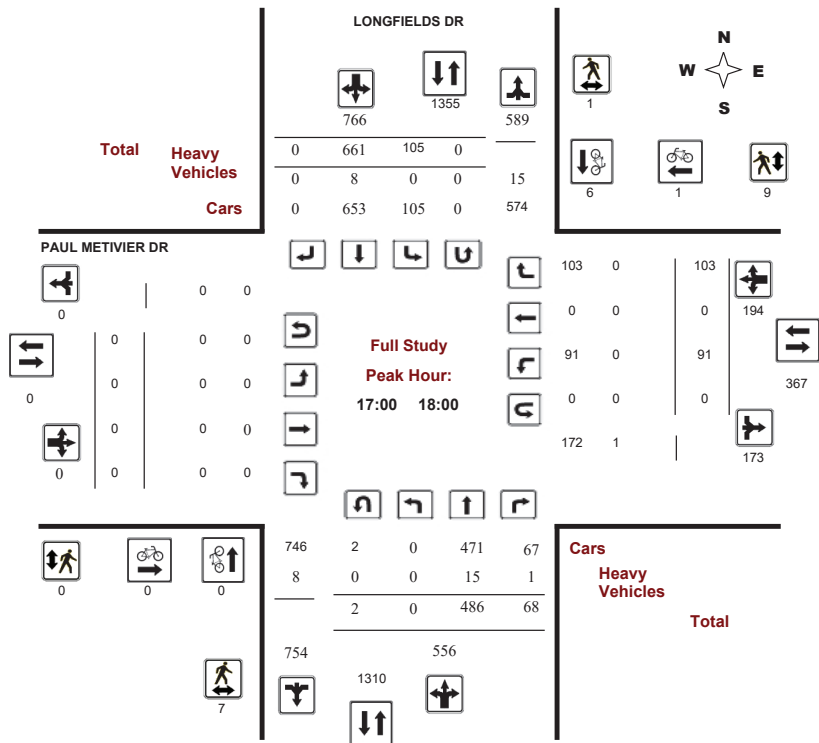 LONGFIELDS DR
N
W E
S
1355
1
766 589
Total Heavy Vehicles
0 661 105 0
6 1 9
0 8 0 0 15
Cars 0 653 105 0 574
PAUL METIVIER DR
103 0 103
0 0 0
0 194
0 0 0 0 0
0 0 0
Full Study
Peak Hour:
17:00 18:00
91 0 91
367
0 0 0 0
0 0 0
0 0 0 0
172 1 173
0 0 0 0
746 2 0 471 67 Cars
8 0 0 15 1 Heavy Vehicles
0 0 0
2 0 486 68 Total
754 556
1310
7